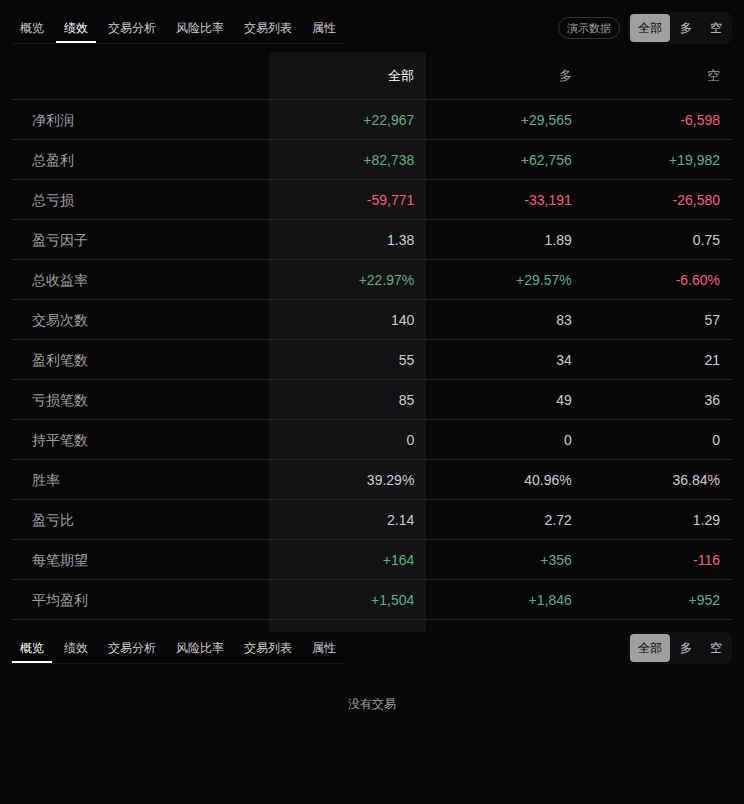 概览 绩效 交易分析 风险比率 交易列表 属性 演示数据 全部 多 空
全部 多 空
净利润 +22,967 +29,565 -6,598
总盈利 +82,738 +62,756 +19,982
总亏损 -59,771 -33,191 -26,580
盈亏因子 1.38 1.89 0.75
总收益率 +22.97% +29.57% -6.60%
交易次数 140 83 57
盈利笔数 55 34 21
亏损笔数 85 49 36
持平笔数 0 0 0
胜率 39.29% 40.96% 36.84%
盈亏比 2.14 2.72 1.29
每笔期望 +164 +356 -116
平均盈利 +1,504 +1,846 +952
概览 绩效 交易分析 风险比率 交易列表 属性 全部 多 空
没有交易